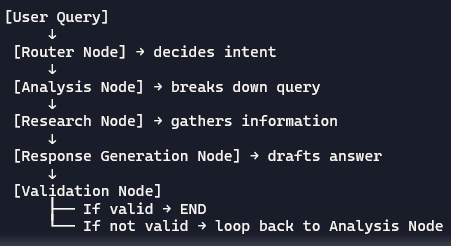 [User Query]
↓
[Router Node] → decides intent
↓
[Analysis Node] → breaks down query
↓
[Research Node] → gathers information
↓
[Response Generation Node] → drafts answer
↓
[Validation Node]
├── If valid → END
└── If not valid → loop back to Analysis Node